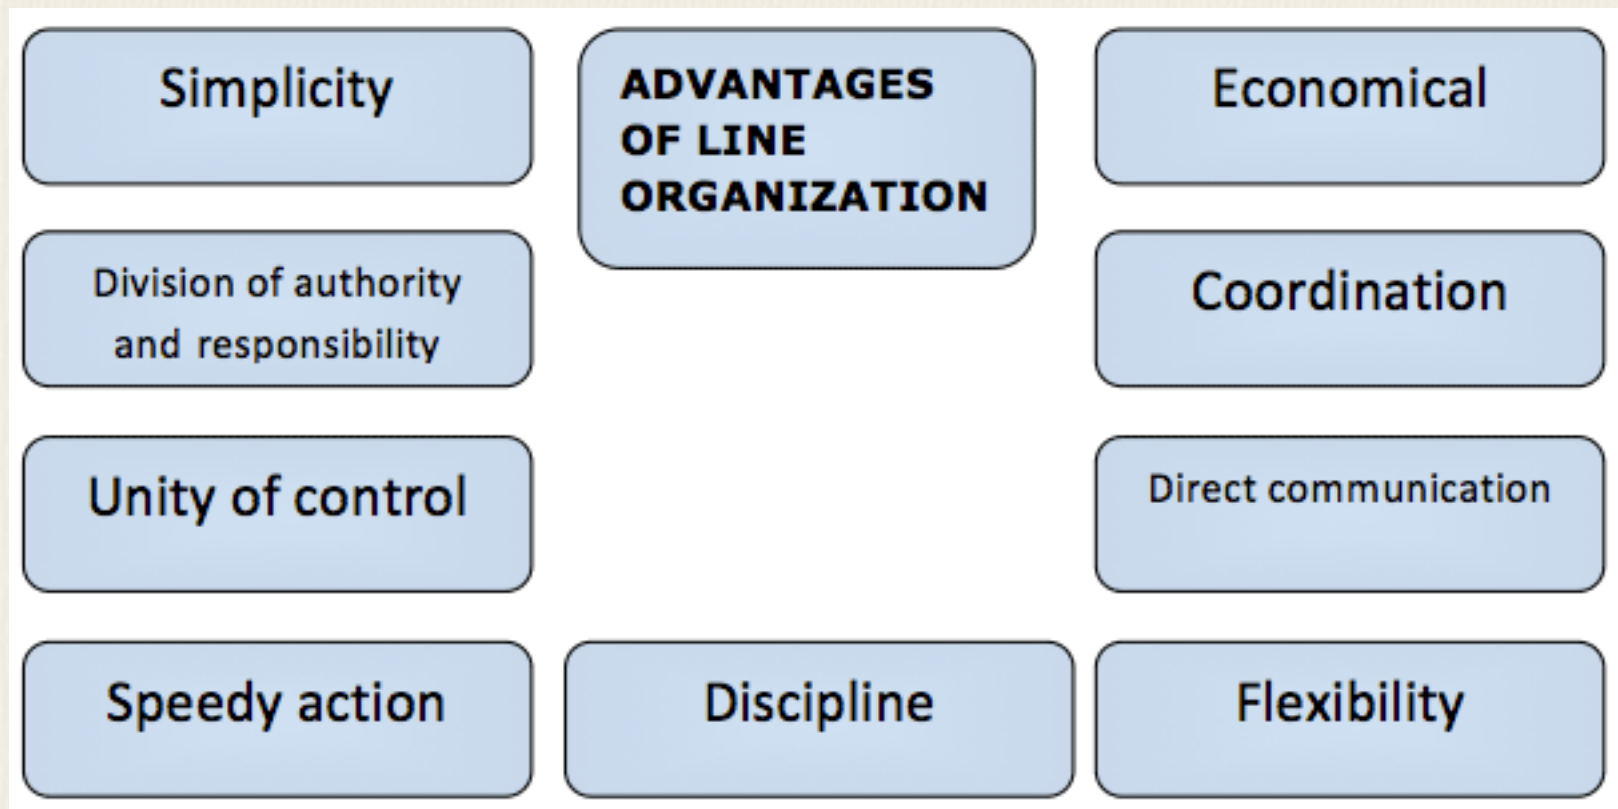 Simplicity
ADVANTAGES
OF LINE
ORGANIZATION
Economical
Division of authority
and responsibility
Coordination
Unity of control
Direct communication
Speedy action
Discipline
Flexibility